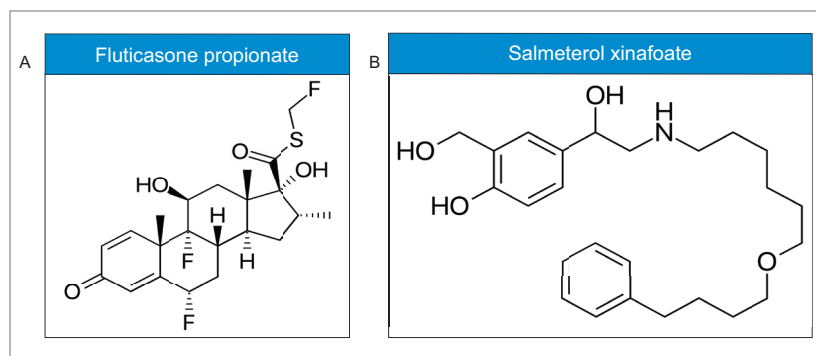 A
Fluticasone propionate
F
S
O
OH
HO
H
F
H
O
F
B
Salmeterol xinafoate
OH
H
N
HO
HO
O